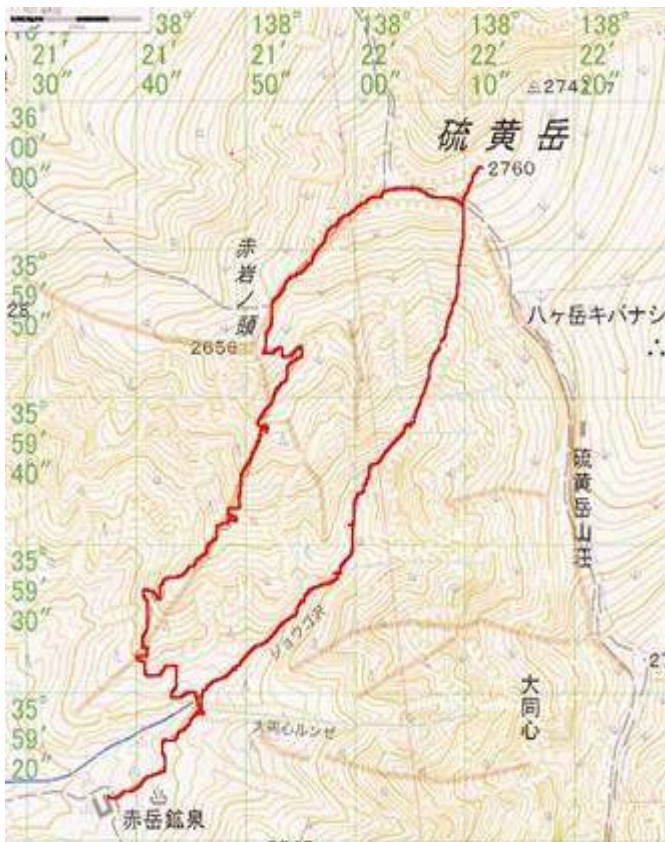 138° 21' 30"
138° 21' 40"
138° 21' 50"
138° 22' 00"
138° 22' 10"
138° 22' 20"
36° 00' 00"
硫黄岳
2760
赤岩ノ頭
35° 59' 50"
八ヶ岳キバナシ
28
2656
35° 59' 40"
硫黄岳山荘
35° 59' 30"
ジョウゴ沢
大同心
大同心ルンゼ
35° 59' 20"
赤岳鉱泉